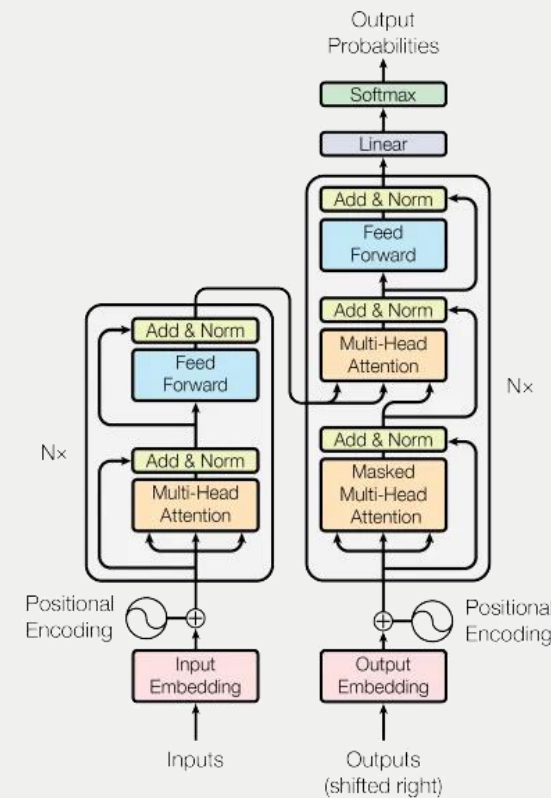 Output
Probabilities
Softmax
Linear
Add & Norm
Feed
Forward
Add & Norm
Multi-Head
Attention
Add & Norm
Masked
Multi-Head
Attention
N×
Positional
Encoding
Output
Embedding
Outputs
(shifted right)
Add & Norm
Feed
Forward
N×
Add & Norm
Multi-Head
Attention
Positional
Encoding
Input
Embedding
Inputs